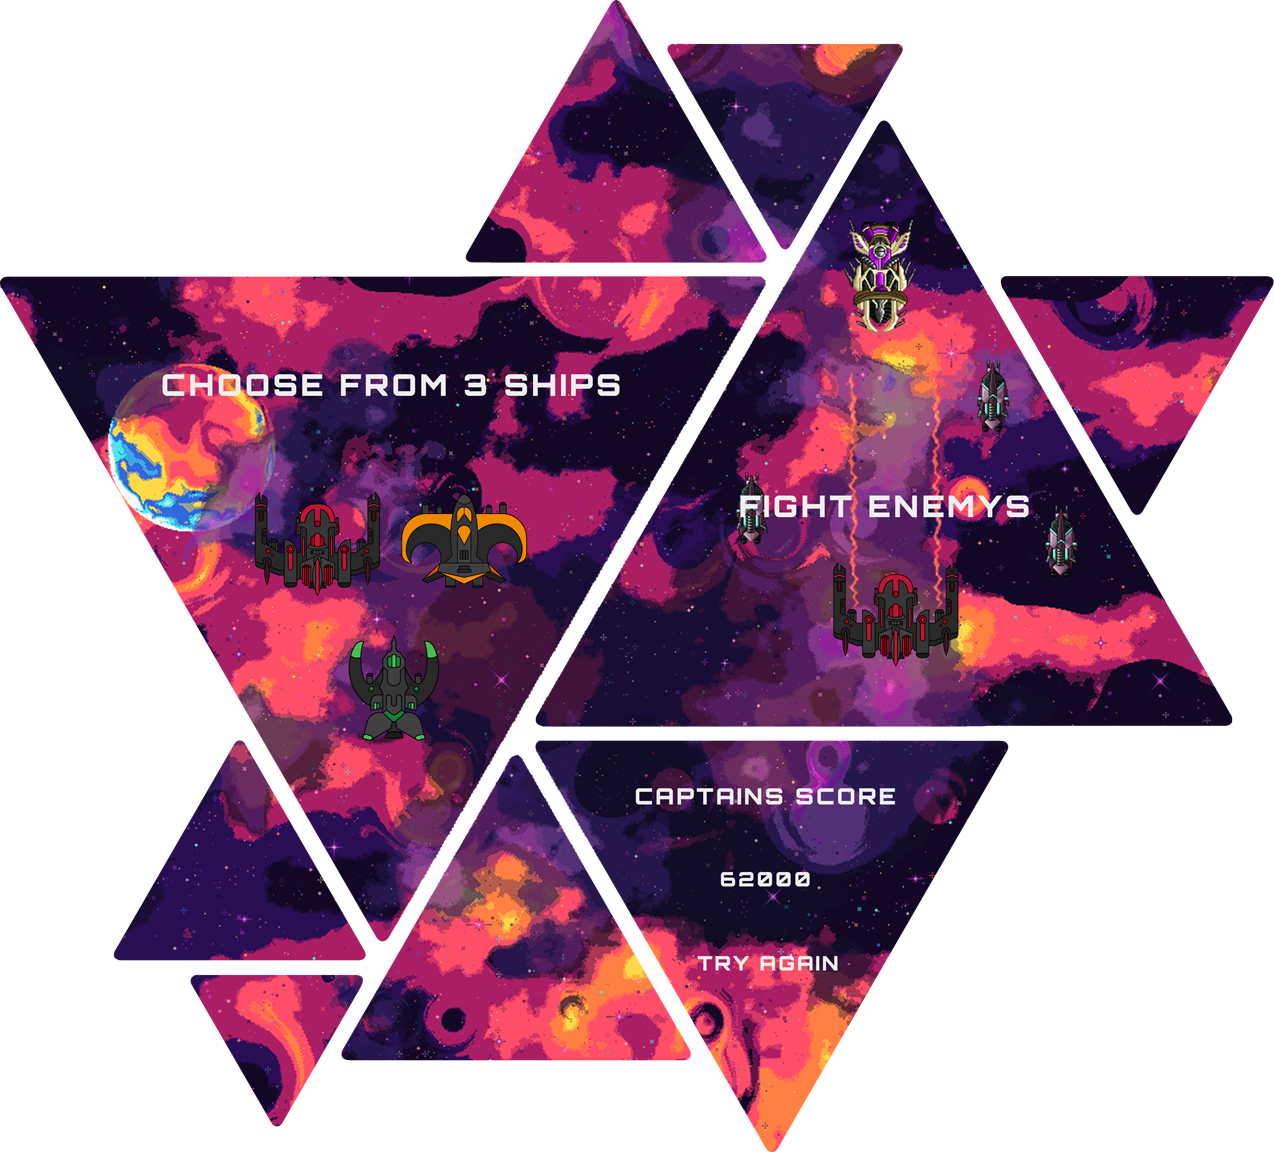 CHOOSE FROM 3 SHIPS
FIGHT ENEMYS
CAPTAINS SCORE
62000
TRY AGAIN